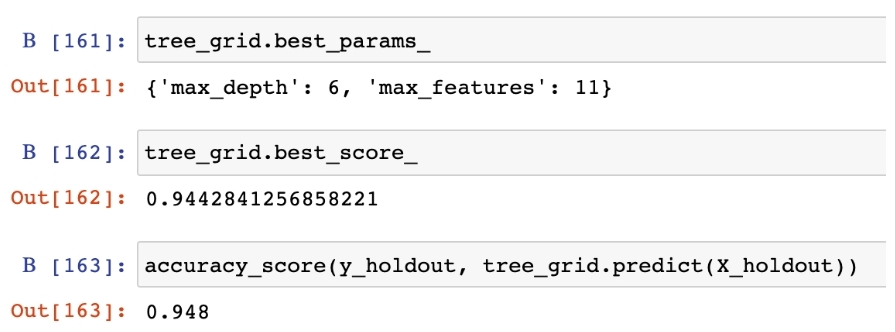 В [161]: tree_grid.best_params_
Out[161]: {'max_depth': 6, 'max_features': 11}
В [162]: tree_grid.best_score_
Out[162]: 0.9442841256858221
В [163]: accuracy_score(y_holdout, tree_grid.predict(X_holdout))
Out[163]: 0.948